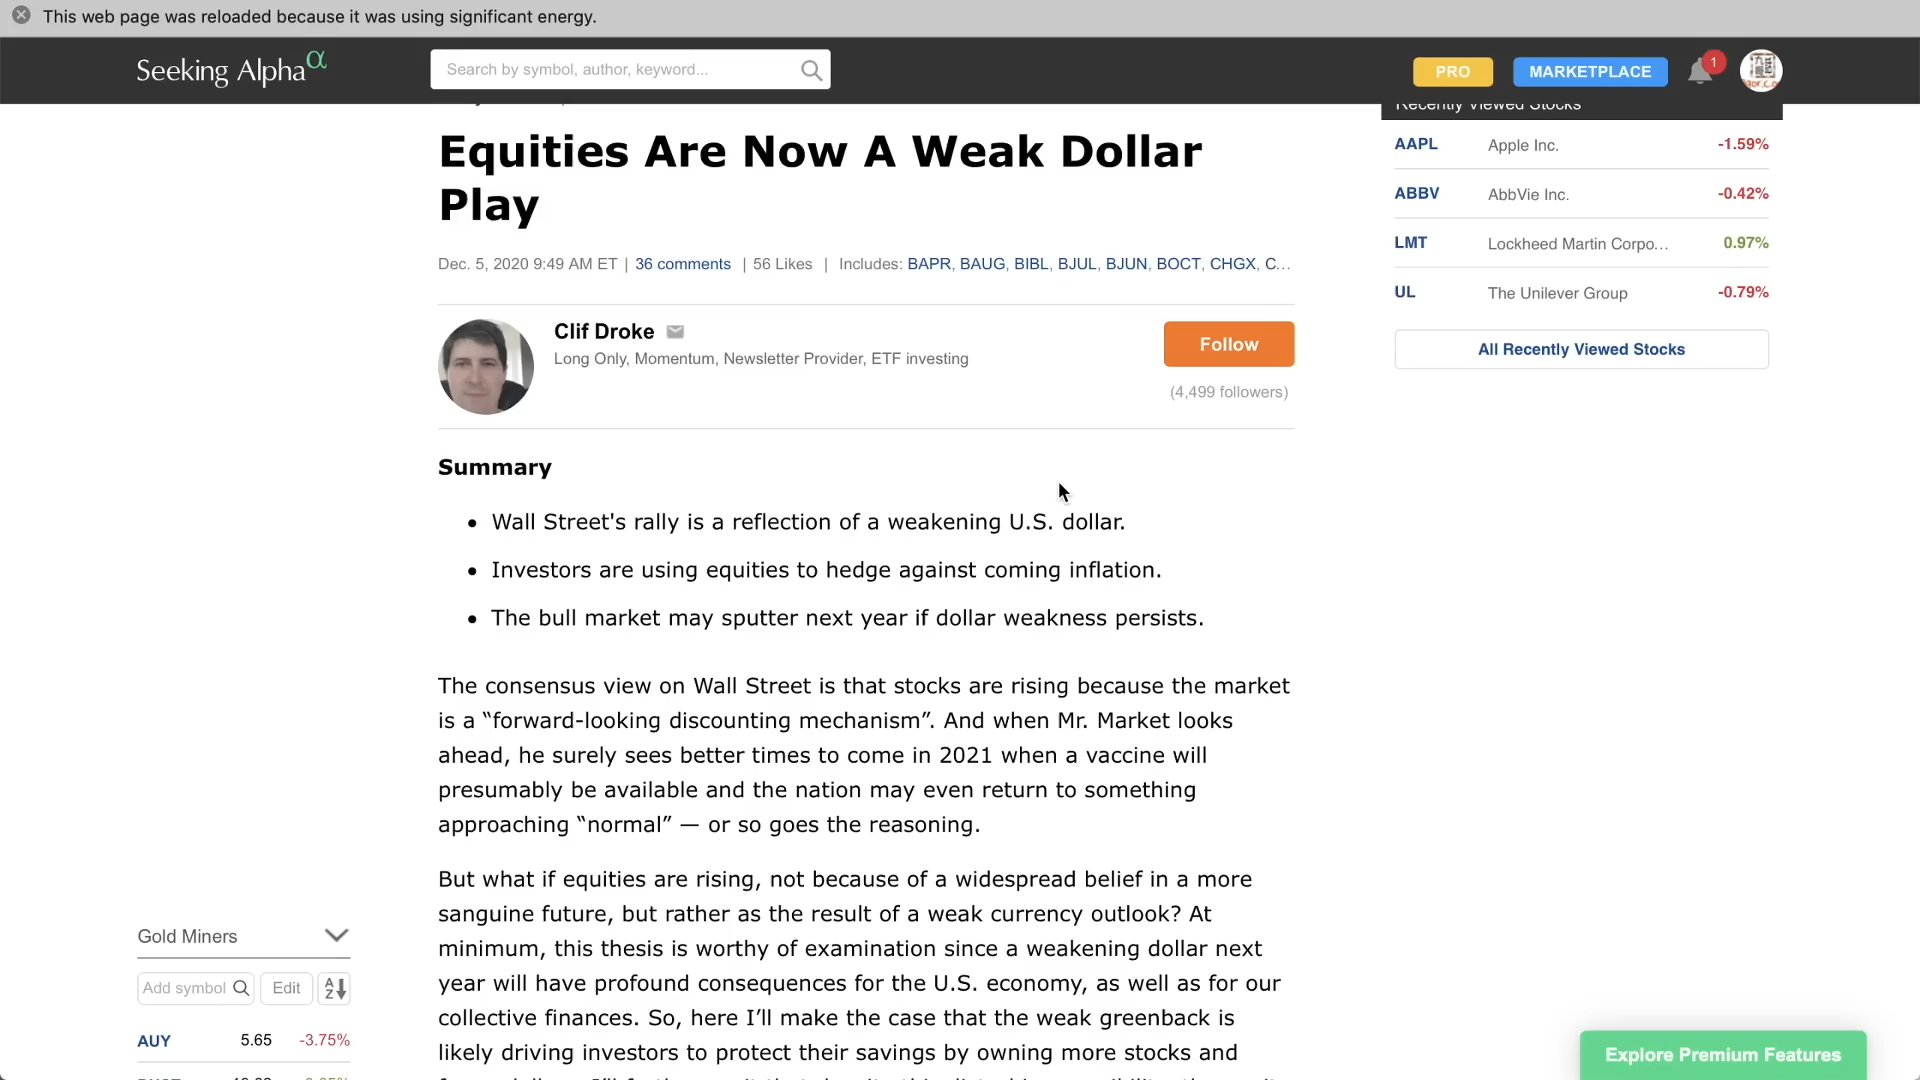 This web page was reloaded because it was using significant energy.
Seeking Alpha α
Search by symbol, author, keyword...
PRO
MARKETPLACE
1
Recently Viewed Stocks
Equities Are Now A Weak Dollar
Play
Dec. 5, 2020 9:49 AM ET | 36 comments | 56 Likes | Includes: BAPR, BAUG, BIBL, BJUL, BJUN, BOCT, CHGX, C...
Clif Droke
Long Only, Momentum, Newsletter Provider, ETF investing
Follow
(4,499 followers)
AAPL Apple Inc. -1.59%
ABBV AbbVie Inc. -0.42%
LMT Lockheed Martin Corpo... 0.97%
UL The Unilever Group -0.79%
All Recently Viewed Stocks
Summary
• Wall Street's rally is a reflection of a weakening U.S. dollar.
• Investors are using equities to hedge against coming inflation.
• The bull market may sputter next year if dollar weakness persists.
The consensus view on Wall Street is that stocks are rising because the market
is a “forward-looking discounting mechanism”. And when Mr. Market looks
ahead, he surely sees better times to come in 2021 when a vaccine will
presumably be available and the nation may even return to something
approaching “normal” — or so goes the reasoning.
But what if equities are rising, not because of a widespread belief in a more
sanguine future, but rather as the result of a weak currency outlook? At
minimum, this thesis is worthy of examination since a weakening dollar next
year will have profound consequences for the U.S. economy, as well as for our
collective finances. So, here I’ll make the case that the weak greenback is
likely driving investors to protect their savings by owning more stocks and
Gold Miners
Add symbol
Edit
A
Z
AUY 5.65 -3.75%
Explore Premium Features